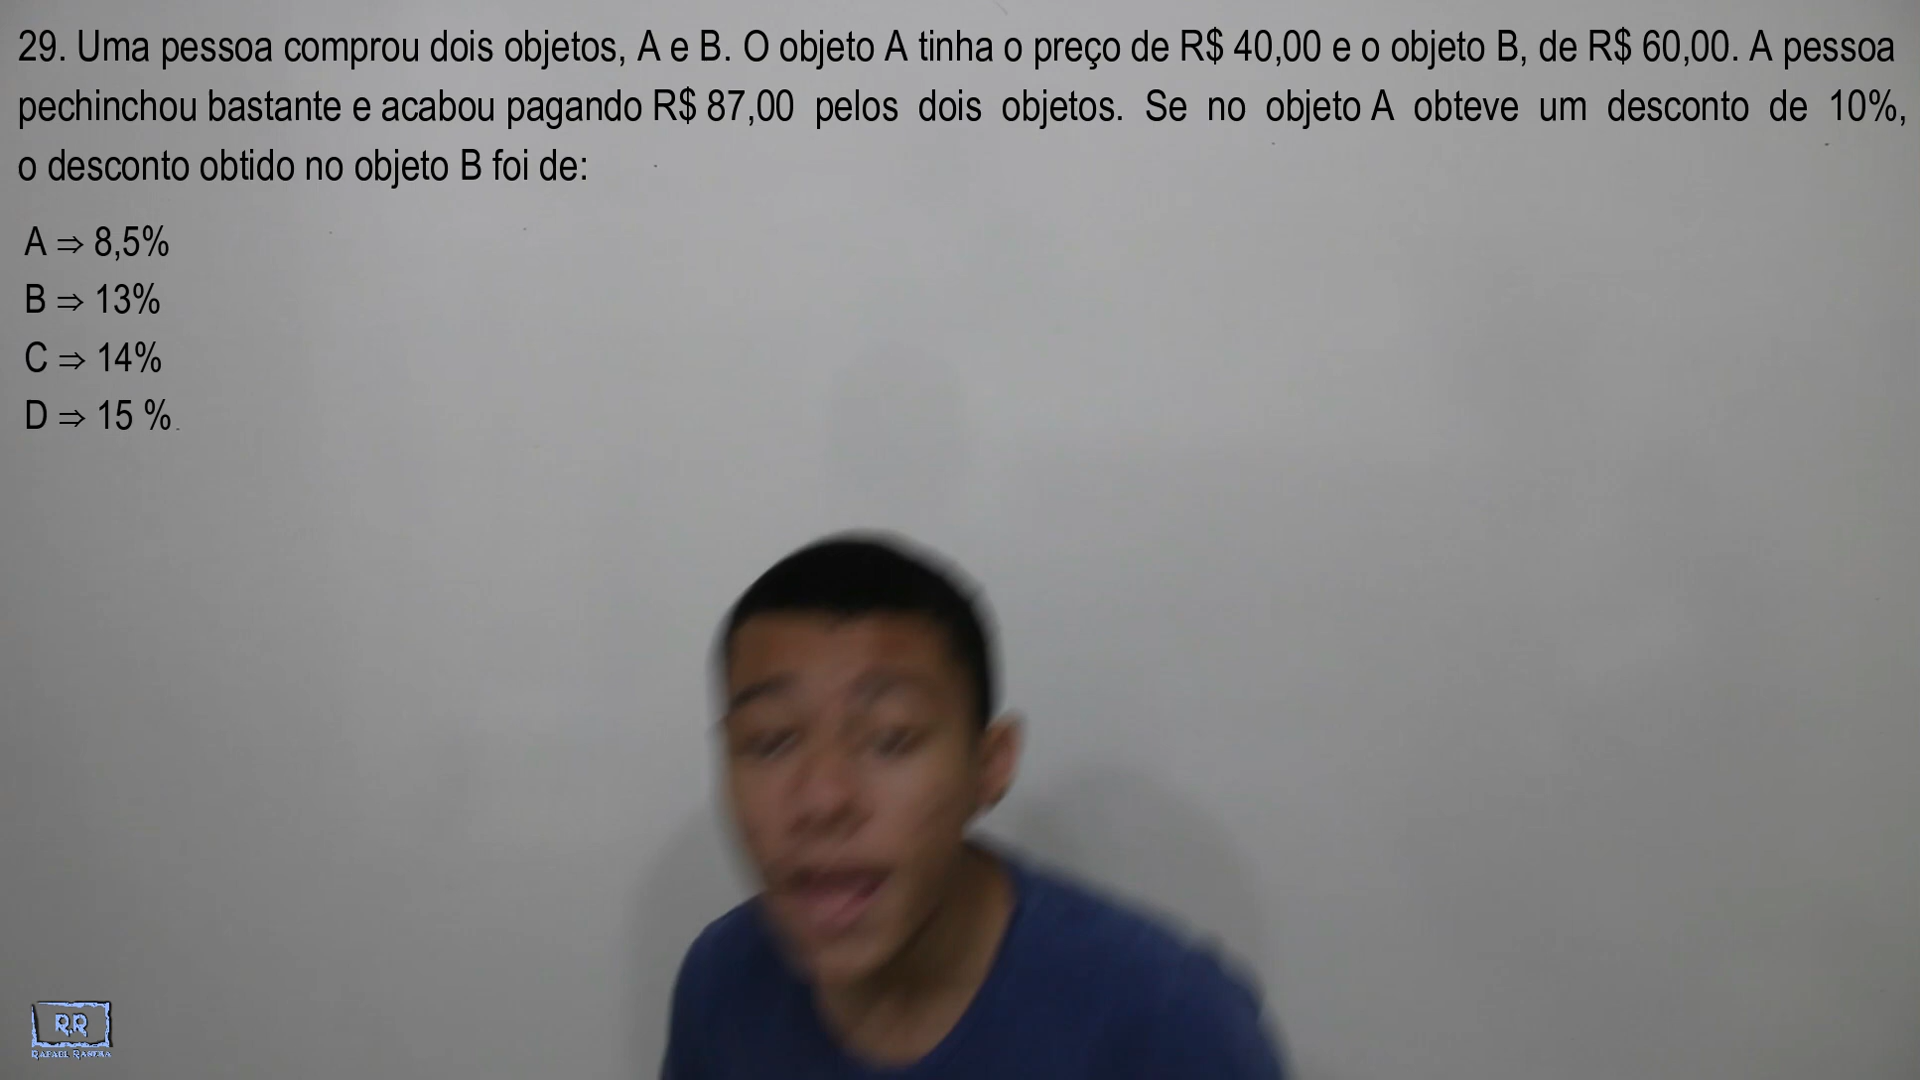 29. Uma pessoa comprou dois objetos, A e B. O objeto A tinha o preço de R$ 40,00 e o objeto B, de R$ 60,00. A pessoa
pechinchou bastante e acabou pagando R$ 87,00 pelos dois objetos. Se no objeto A obteve um desconto de 10%,
o desconto obtido no objeto B foi de:
A ⇒ 8,5%
B ⇒ 13%
C ⇒ 14%
D ⇒ 15 %
RR